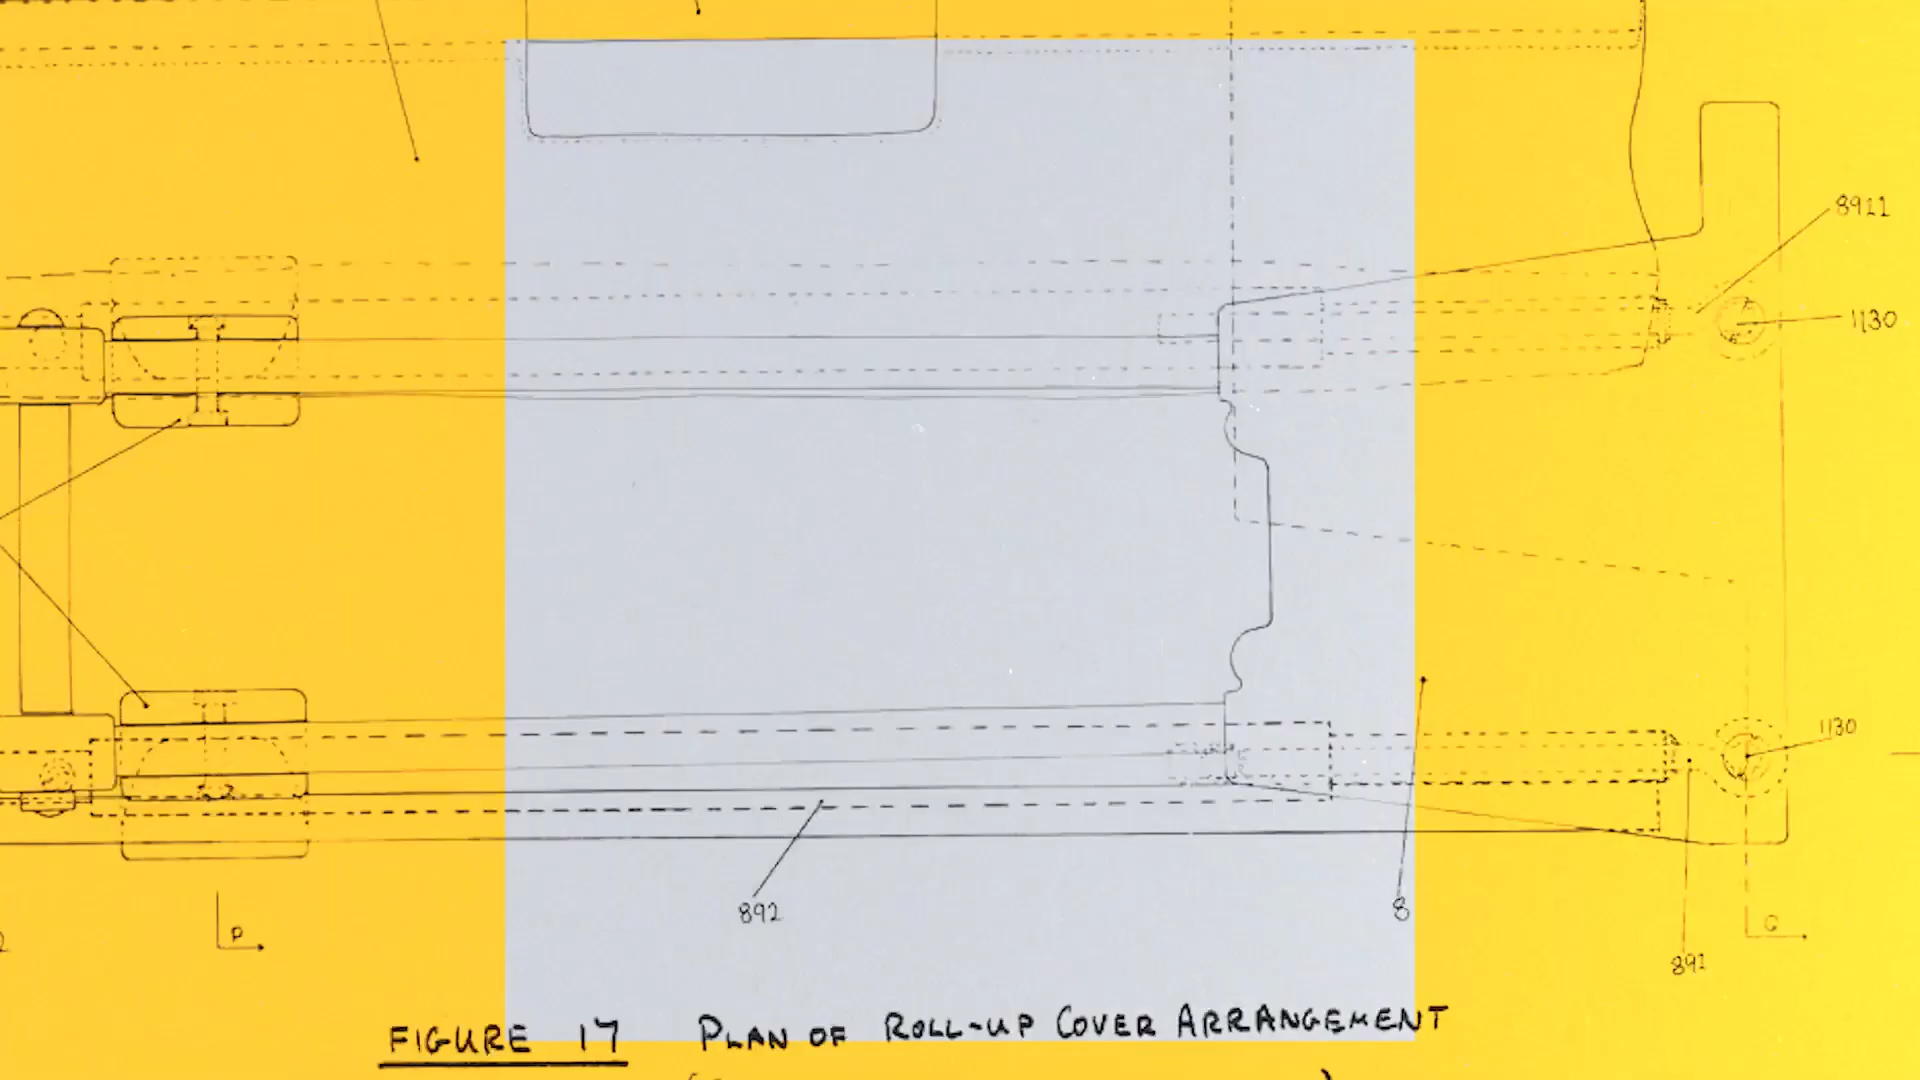 8911
1130
1130
892
8
P
G
891
FIGURE 17 PLAN OF ROLL-UP COVER ARRANGEMENT